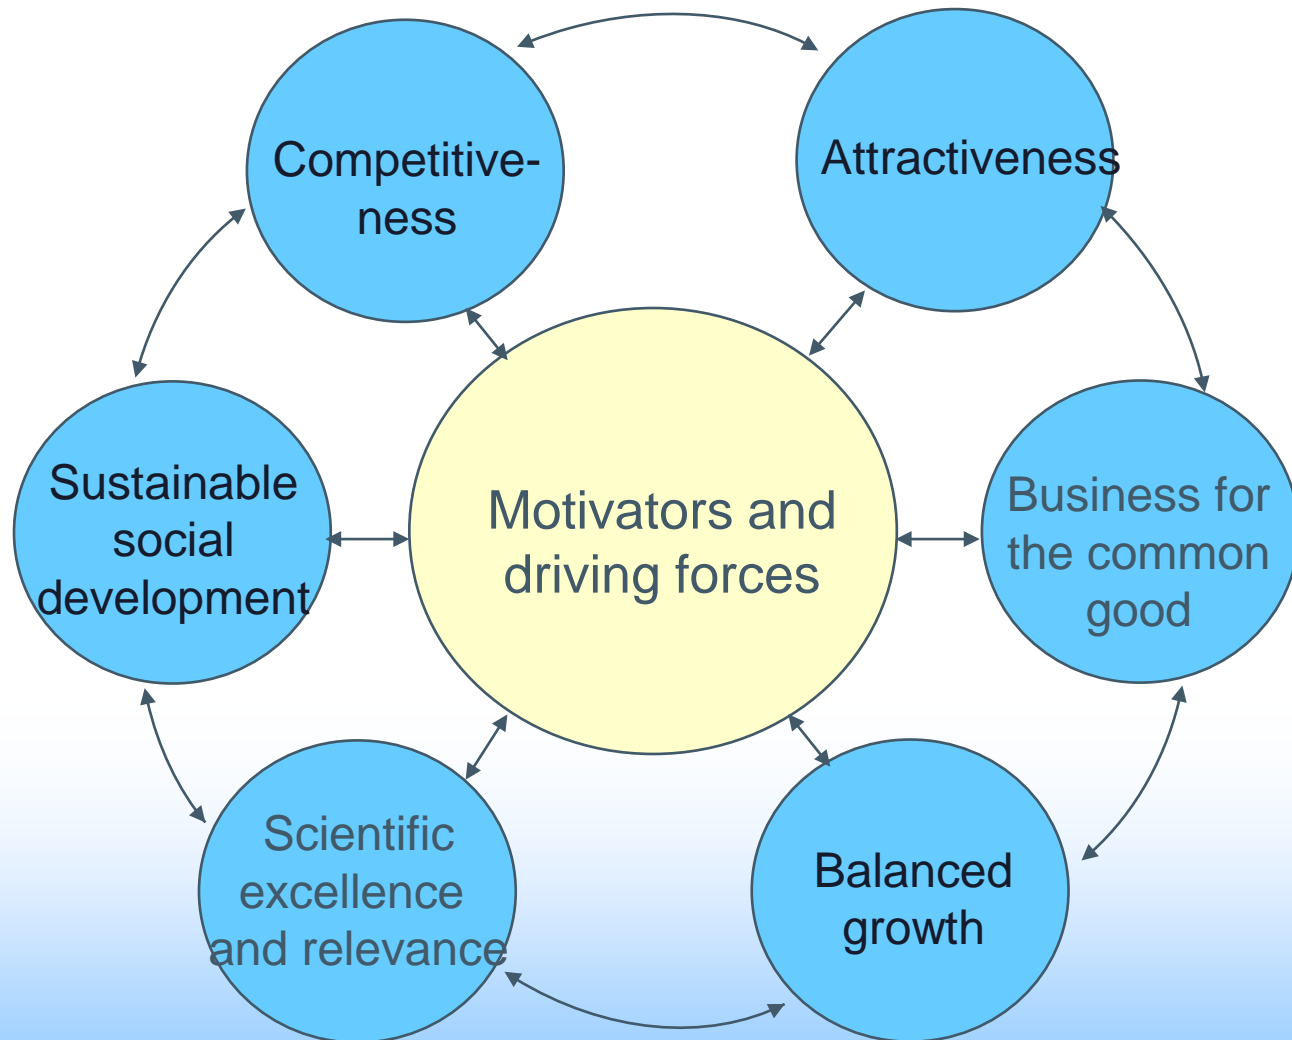 Competitive-
ness
Attractiveness
Sustainable
social
development
Motivators and
driving forces
Business for
the common
good
Scientific
excellence
and relevance
Balanced
growth